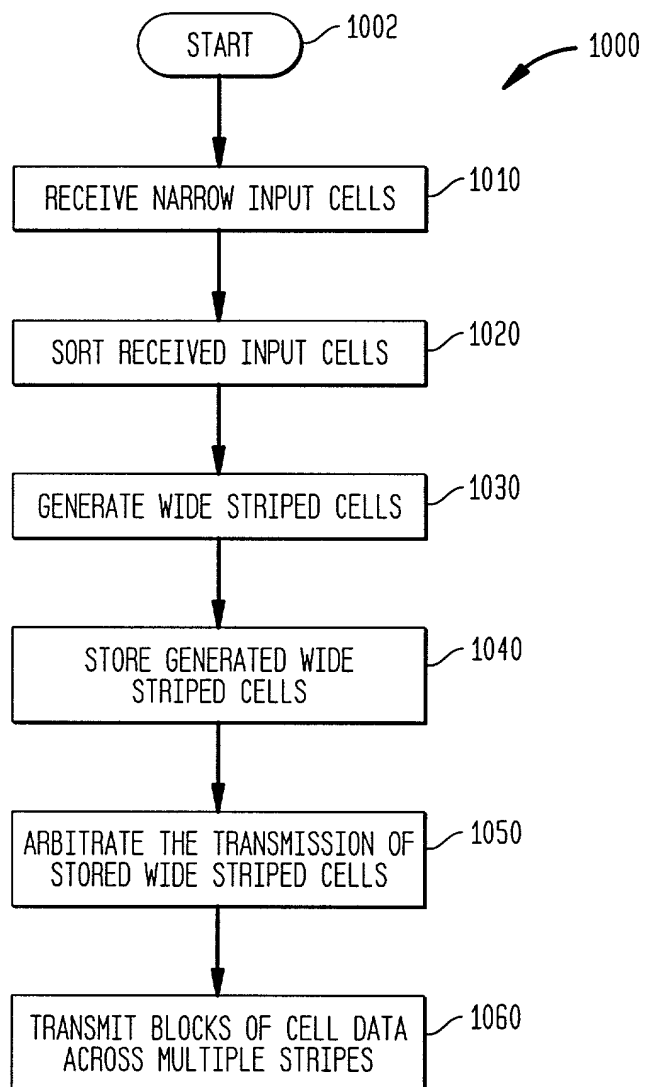 START
1002
1000
RECEIVE NARROW INPUT CELLS
1010
SORT RECEIVED INPUT CELLS
1020
GENERATE WIDE STRIPED CELLS
1030
STORE GENERATED WIDE
STRIPED CELLS
1040
ARBITRATE THE TRANSMISSION OF
STORED WIDE STRIPED CELLS
1050
TRANSMIT BLOCKS OF CELL DATA
ACROSS MULTIPLE STRIPES
1060